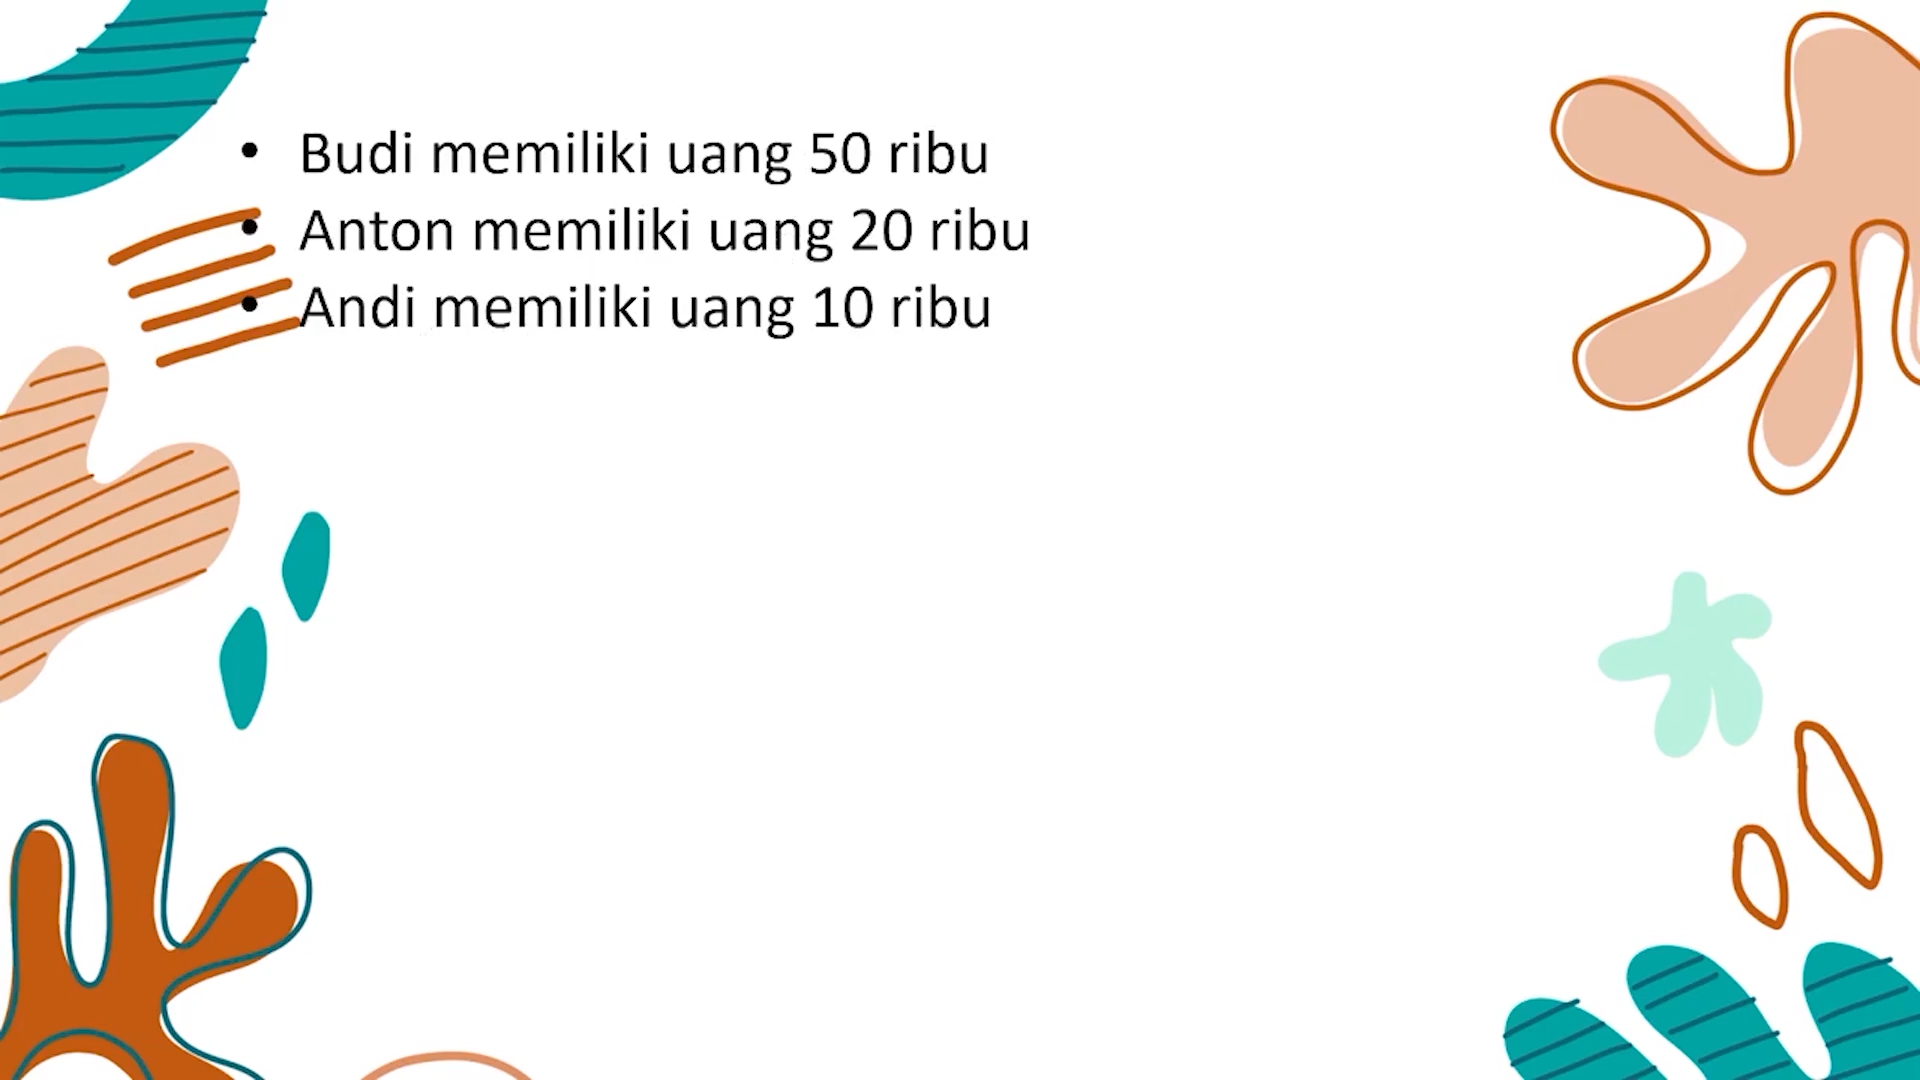 • Budi memiliki uang 50 ribu
• Anton memiliki uang 20 ribu
• Andi memiliki uang 10 ribu